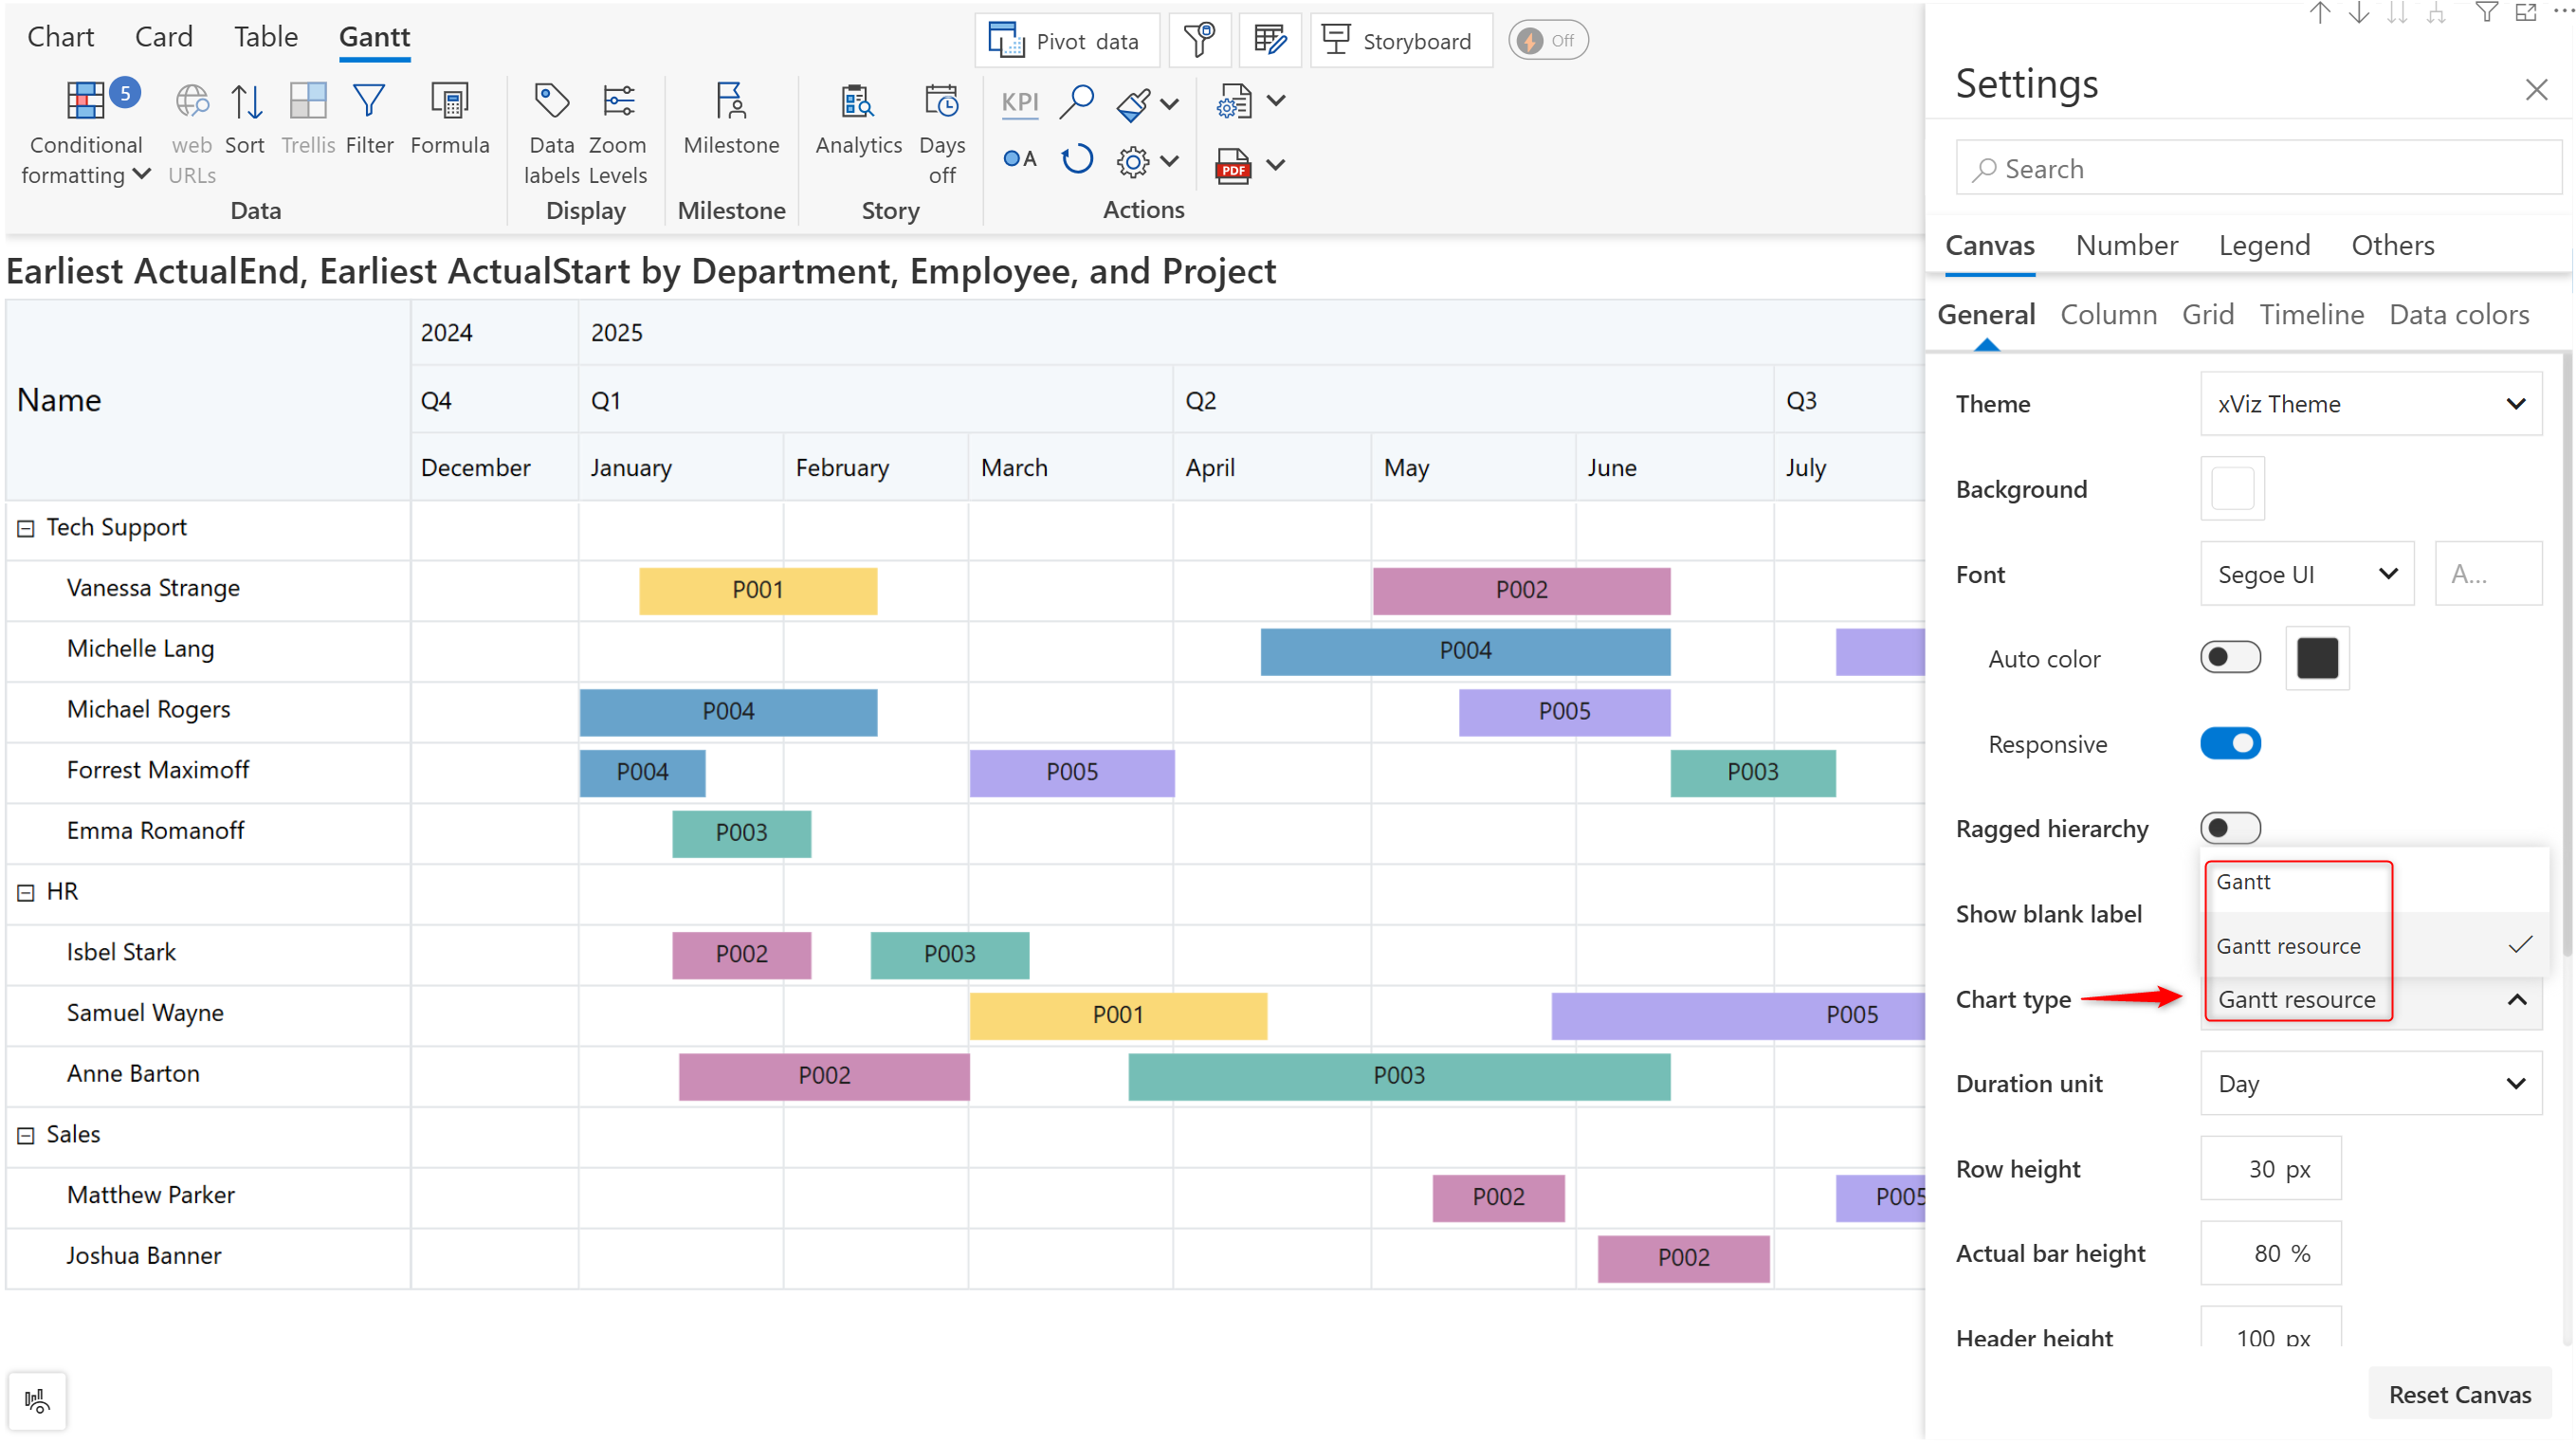 Chart Card Table Gantt
Pivot data
Storyboard
Off
5
Conditional formatting
web URLs
Sort
Trellis
Filter
Formula
Data
Data labels
Zoom Levels
Display
Milestone
Milestone
Analytics
Days off
Story
KPI
A
PDF
Actions
Earliest ActualEnd, Earliest ActualStart by Department, Employee, and Project
Name
2024 2025
Q4 Q1 Q2 Q3
December January February March April May June July
Tech Support
Vanessa Strange P001 P002
Michelle Lang P004
Michael Rogers P004 P005
Forrest Maximoff P004 P005 P003
Emma Romanoff P003
HR
Isbel Stark P002 P003
Samuel Wayne P001 P005
Anne Barton P002 P003
Sales
Matthew Parker P002 P005
Joshua Banner P002
Settings
Search
Canvas Number Legend Others
General Column Grid Timeline Data colors
Theme xViz Theme
Background
Font Segoe UI A...
Auto color
Responsive
Ragged hierarchy
Gantt
Show blank label
Gantt resource
Chart type Gantt resource
Duration unit Day
Row height 30 px
Actual bar height 80 %
Header height 100 px
Reset Canvas